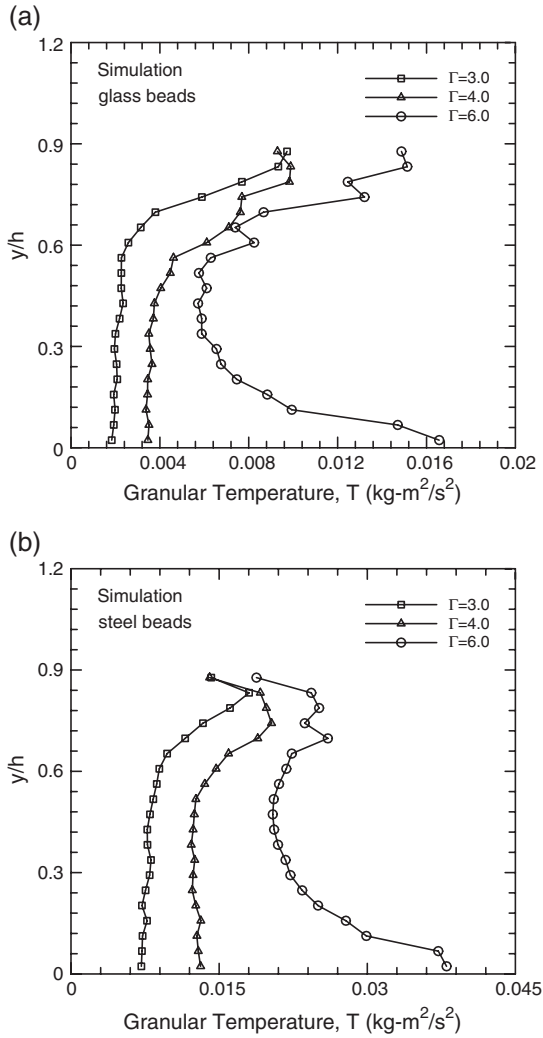 (a)
1.2
0.9
0.6
0.3
0
y/h
Simulation
glass beads
Γ=3.0
Γ=4.0
Γ=6.0
0 0.004 0.008 0.012 0.016 0.02
Granular Temperature, T (kg-m²/s²)
(b)
1.2
0.9
0.6
0.3
0
y/h
Simulation
steel beads
Γ=3.0
Γ=4.0
Γ=6.0
0 0.015 0.03 0.045
Granular Temperature, T (kg-m²/s²)